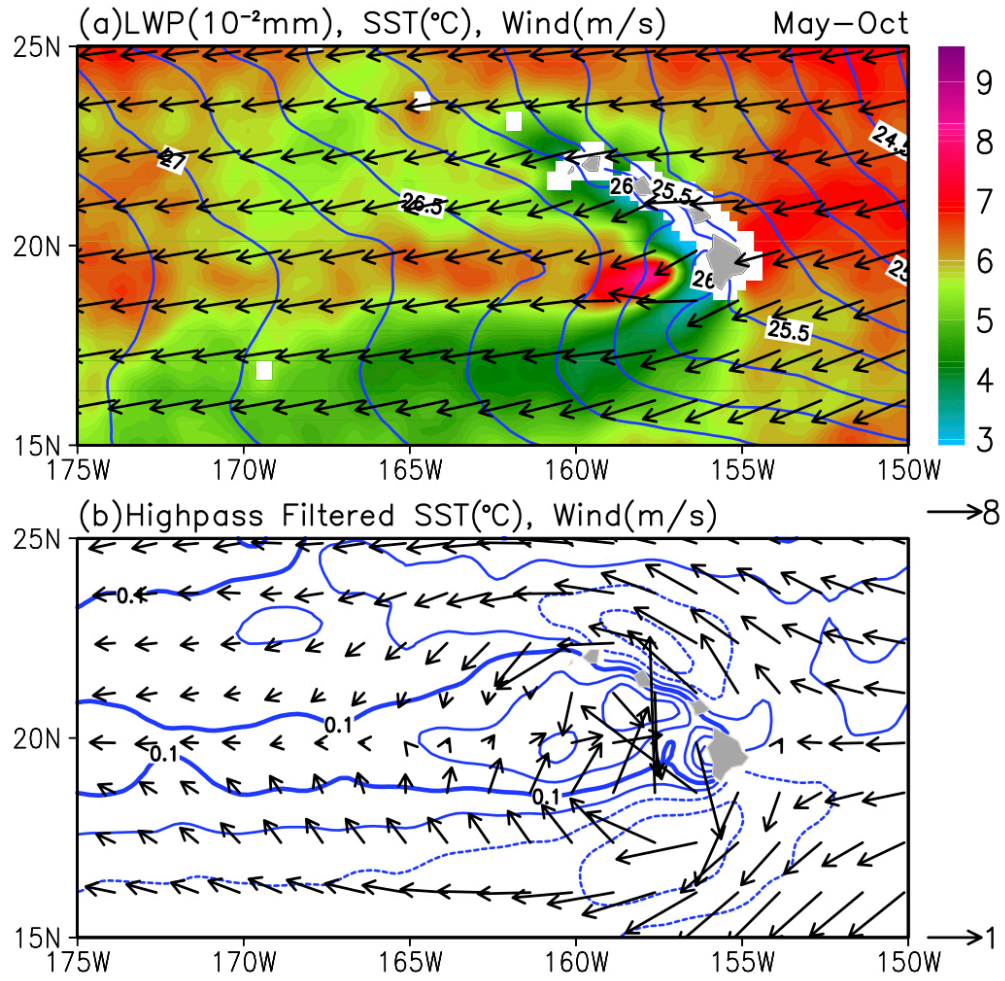 (a)LWP(10⁻²mm), SST(°C), Wind(m/s) May-Oct
25N
20N
15N
175W 170W 165W 160W 155W 150W
9
8
7
6
5
4
3
27
26.5
26
25.5
24.
26
25.5
25
(b)Highpass Filtered SST(°C), Wind(m/s)
8
25N
20N
15N
175W 170W 165W 160W 155W 150W
0.1
0.1
0.1
0.1
1